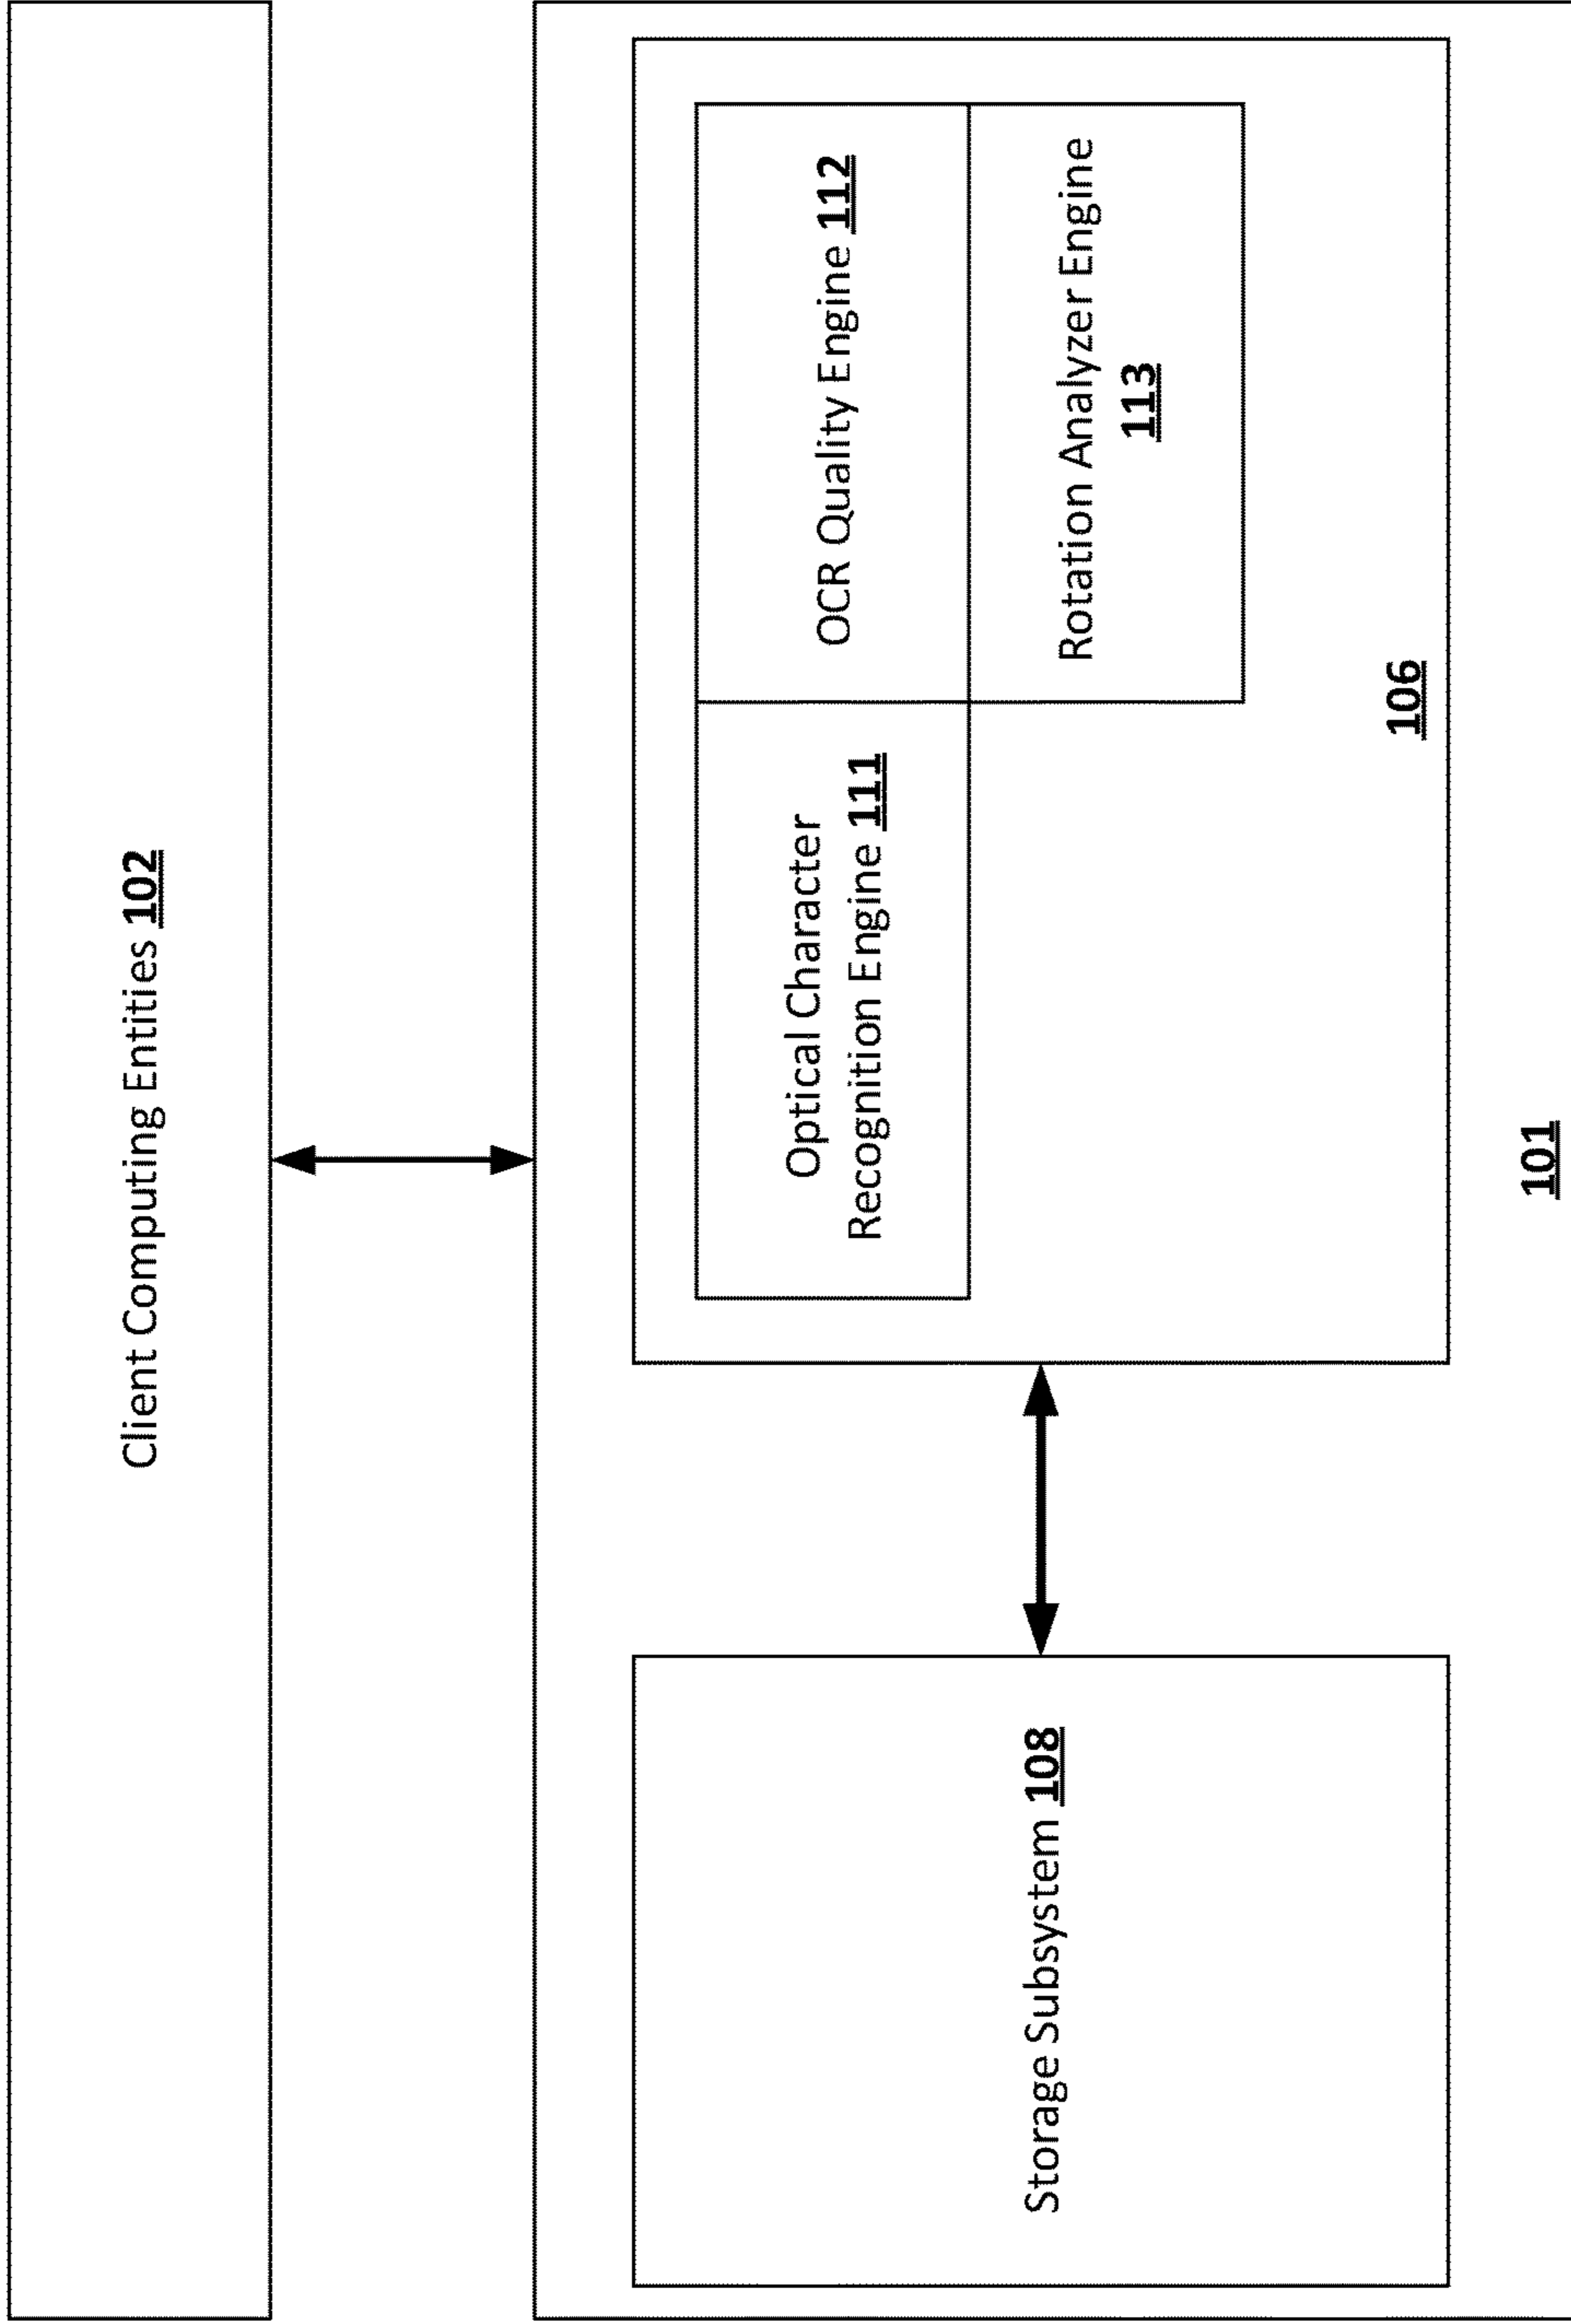 Client Computing Entities 102
Storage Subsystem 108
Optical Character
Recognition Engine 111
OCR Quality Engine 112
Rotation Analyzer Engine
113
106
101